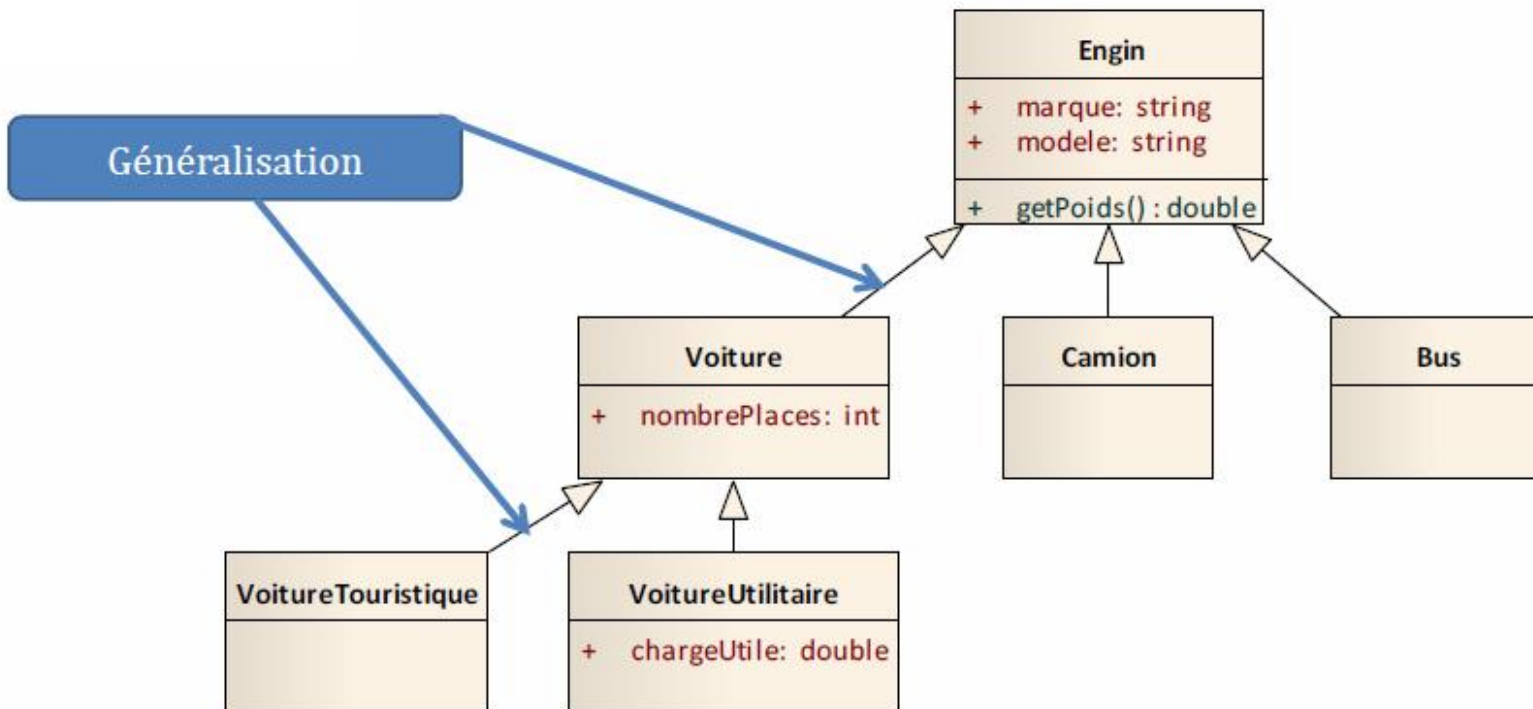 Engin
+ marque: string
+ modele: string
+ getPoids() : double
Généralisation
Voiture
+ nombrePlaces: int
Camion
Bus
VoitureTouristique
VoitureUtilitaire
+ chargeUtile: double